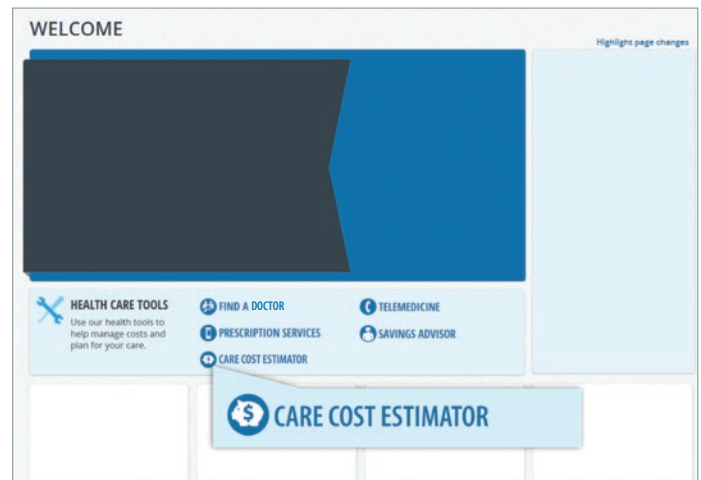 WELCOME
Highlight page changes
HEALTH CARE TOOLS
Use our health tools to
help manage costs and
plan for your care.
FIND A DOCTOR
PRESCRIPTION SERVICES
CARE COST ESTIMATOR
TELEMEDICINE
SAVINGS ADVISOR
$ CARE COST ESTIMATOR